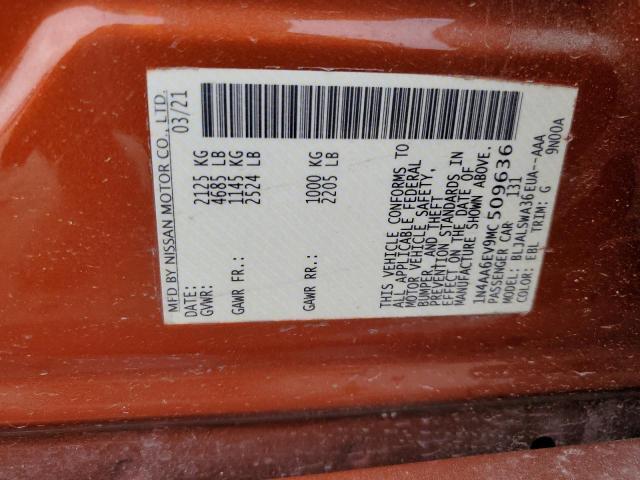 MFD BY NISSAN MOTOR CO., LTD.
DATE: 03/21
GVWR: 2125 KG
4685 LB
GAWR FR: 1145 KG
2524 LB
GAWR RR: 1000 KG
2205 LB
THIS VEHICLE CONFORMS TO
ALL APPLICABLE FEDERAL
MOTOR VEHICLE SAFETY,
BUMPER, AND THEFT
PREVENTION STANDARDS IN
EFFECT ON THE DATE OF
MANUFACTURE SHOWN ABOVE.
1N4AA6EV9MC509636
PASSENGER CAR 131
MODEL: BLJALSWA36EUA--AAA
COLOR: EBL TRIM: G 9N00A